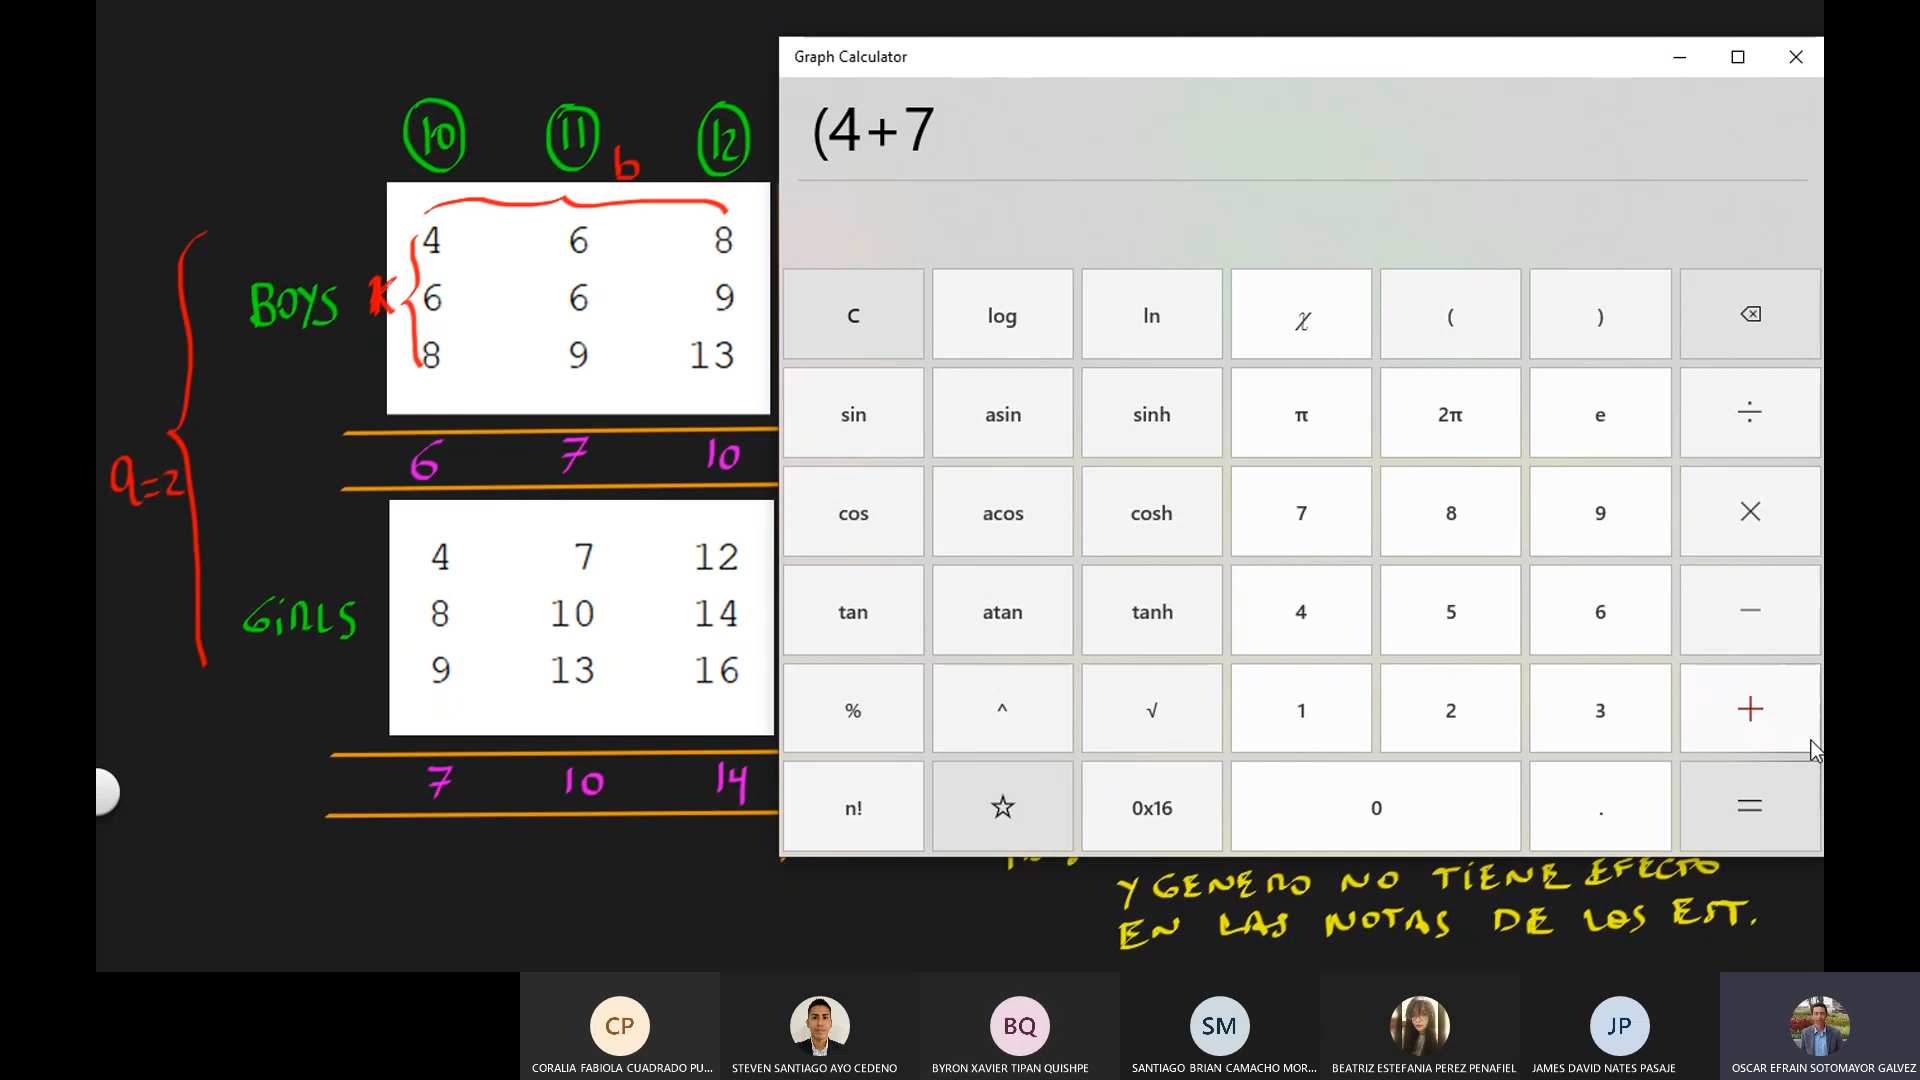 Graph Calculator
(4+7
10 11 12
b
4 6 8
BOYS K 6 6 9
8 9 13
6 7 10
a=2
4 7 12
GIRLS 8 10 14
9 13 16
7 10 14
C log ln χ ( )
sin asin sinh π 2π e ÷
cos acos cosh 7 8 9 ×
tan atan tanh 4 5 6 −
% ^ √ 1 2 3 +
n! ☆ 0x16 0 . =
Y GENERO NO TIENE EFECTO
EN LAS NOTAS DE LOS EST.
CP BQ SM JP
CORALIA FABIOLA CUADRADO PU... STEVEN SANTIAGO AYO CEDENO BYRON XAVIER TIPAN QUISHPE SANTIAGO BRIAN CAMACHO MOR... BEATRIZ ESTEFANIA PEREZ PENAFIEL JAMES DAVID NATES PASAJE OSCAR EFRAIN SOTOMAYOR GALVEZ